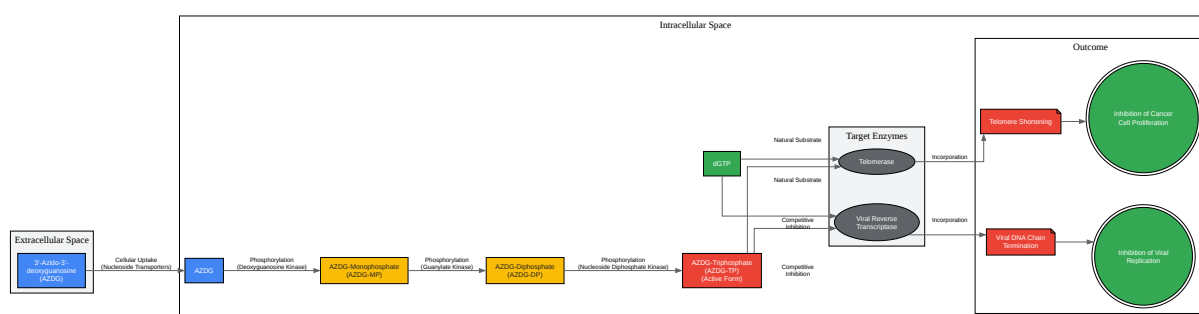 Intracellular Space
Outcome
Inhibition of Cancer
Cell Proliferation
Telomere Shortening
Target Enzymes
Natural Substrate
Telomerase
Incorporation
dGTP
Natural Substrate
Viral Reverse
Transcriptase
Competitive
Inhibition
Incorporation
Viral DNA Chain
Termination
Inhibition of Viral
Replication
Extracellular Space
3'-Azido-3'-
deoxyguanosine
(AZDG)
Cellular Uptake
(Nucleoside Transporters)
AZDG
Phosphorylation
(Deoxyguanosine Kinase)
AZDG-Monophosphate
(AZDG-MP)
Phosphorylation
(Guanylate Kinase)
AZDG-Diphosphate
(AZDG-DP)
Phosphorylation
(Nucleoside Diphosphate Kinase)
AZDG-Triphosphate
(AZDG-TP)
(Active Form)
Competitive
Inhibition